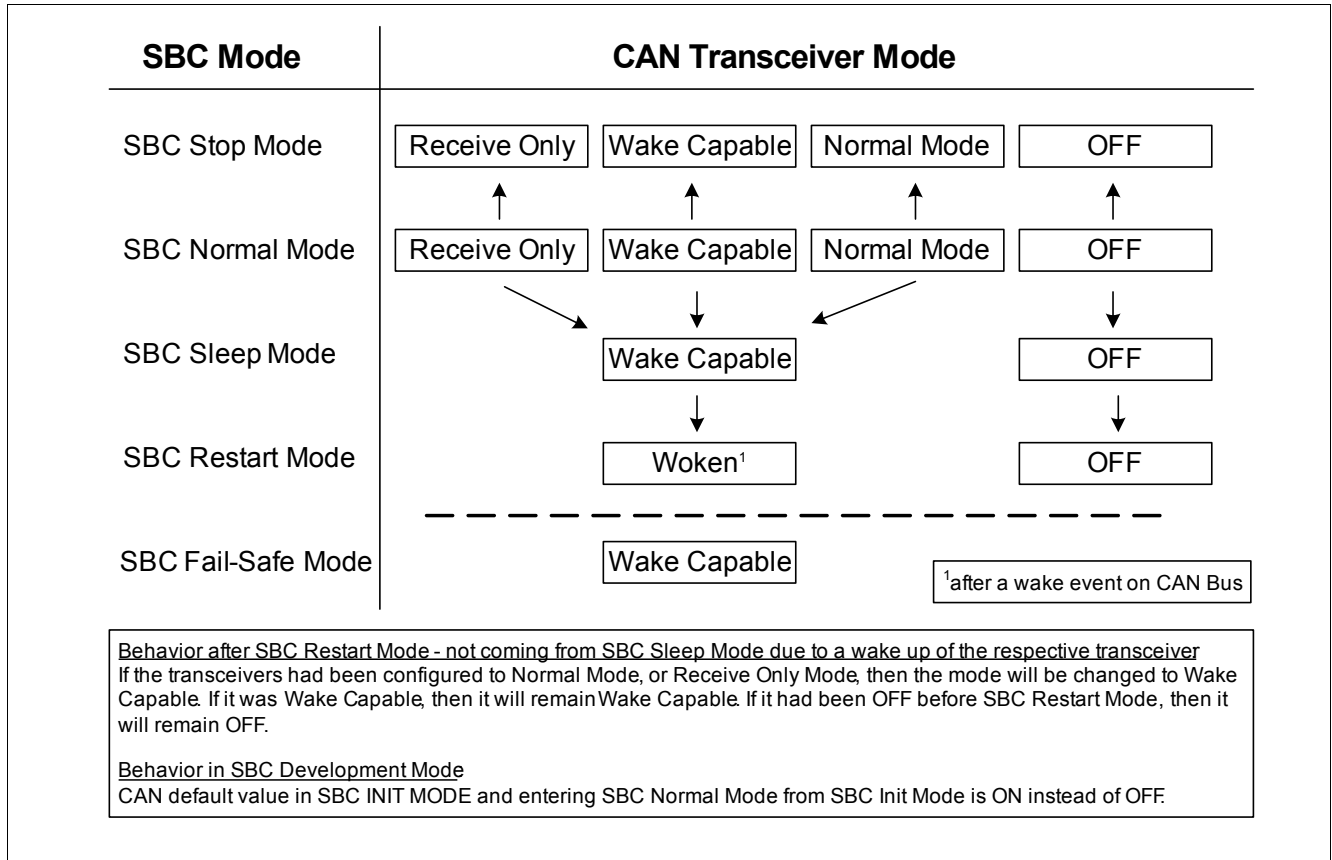 SBC Mode CAN Transceiver Mode
SBC Stop Mode Receive Only Wake Capable Normal Mode OFF
SBC Normal Mode Receive Only Wake Capable Normal Mode OFF
SBC Sleep Mode Wake Capable OFF
SBC Restart Mode Woken¹ OFF
SBC Fail-Safe Mode Wake Capable
¹after a wake event on CAN Bus
Behavior after SBC Restart Mode - not coming from SBC Sleep Mode due to a wake up of the respective transceiver
If the transceivers had been configured to Normal Mode, or Receive Only Mode, then the mode will be changed to Wake
Capable. If it was Wake Capable, then it will remain Wake Capable. If it had been OFF before SBC Restart Mode, then it
will remain OFF.
Behavior in SBC Development Mode
CAN default value in SBC INIT MODE and entering SBC Normal Mode from SBC Init Mode is ON instead of OFF.